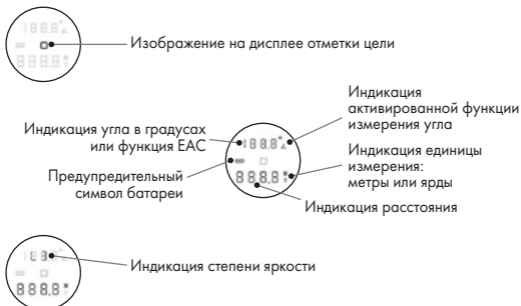 Изображение на дисплее отметки цели
Индикация
активированной функции
измерения угла
Индикация угла в градусах
или функция EAC
Индикация единицы
измерения:
метры или ярды
Предупредительный
символ батареи
Индикация расстояния
Индикация степени яркости